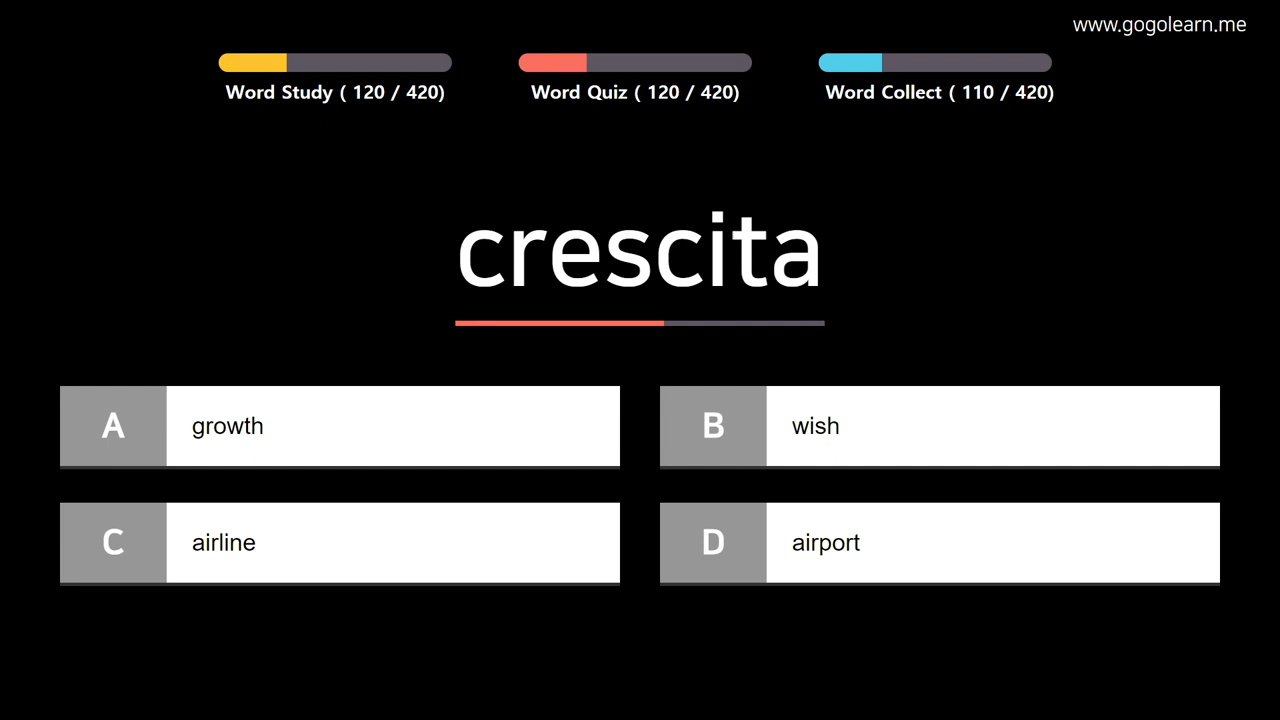 www.gogolearn.me
Word Study ( 120 / 420)
Word Quiz ( 120 / 420)
Word Collect ( 110 / 420)
crescita
A growth
B wish
C airline
D airport